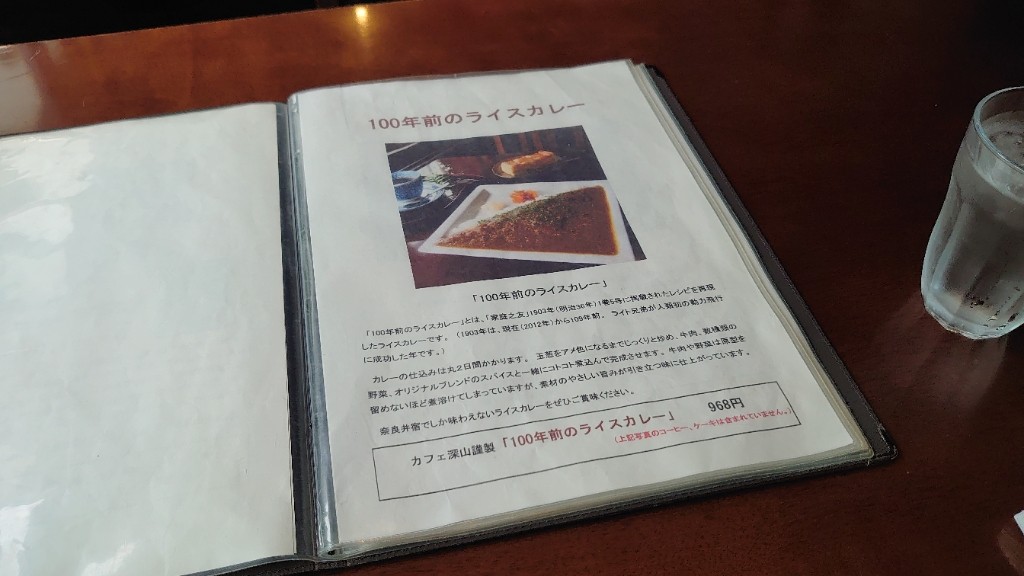 100年前のライスカレー
「100年前のライスカレー」
「100年前のライスカレー」とは、「家庭之友」1903年(明治36年)1巻5号に掲載されたレシピを再現
したライスカレーです。（1903年は、現在(2012年)から109年前。ライト兄弟が人類初の動力飛行
に成功した年です。）
カレーの仕込みは丸２日間かかります。玉葱をアメ色になるまでじっくりと炒め、牛肉、数種類の
野菜、オリジナルブレンドのスパイスと一緒にコトコト煮込んで完成させます。牛肉や野菜は原型を
留めないほど煮溶けてしまっていますが、素材のやさしい旨みが引き立つ味に仕上がっています。
奈良井宿でしか味わえないライスカレーをぜひご賞味ください。
カフェ深山謹製「100年前のライスカレー」 968円
（上記写真のコーヒー、ケーキは含まれていません。）